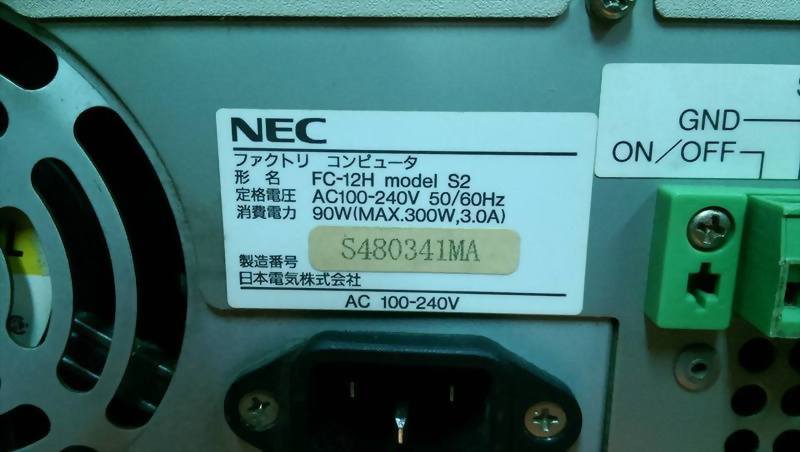 NEC
ファクトリ コンピュータ
形 名 FC-12H model S2
定格電圧 AC100-240V 50/60Hz
消費電力 90W(MAX.300W,3.0A)
製造番号 S480341MA
日本電気株式会社
AC 100-240V
GND
ON/OFF